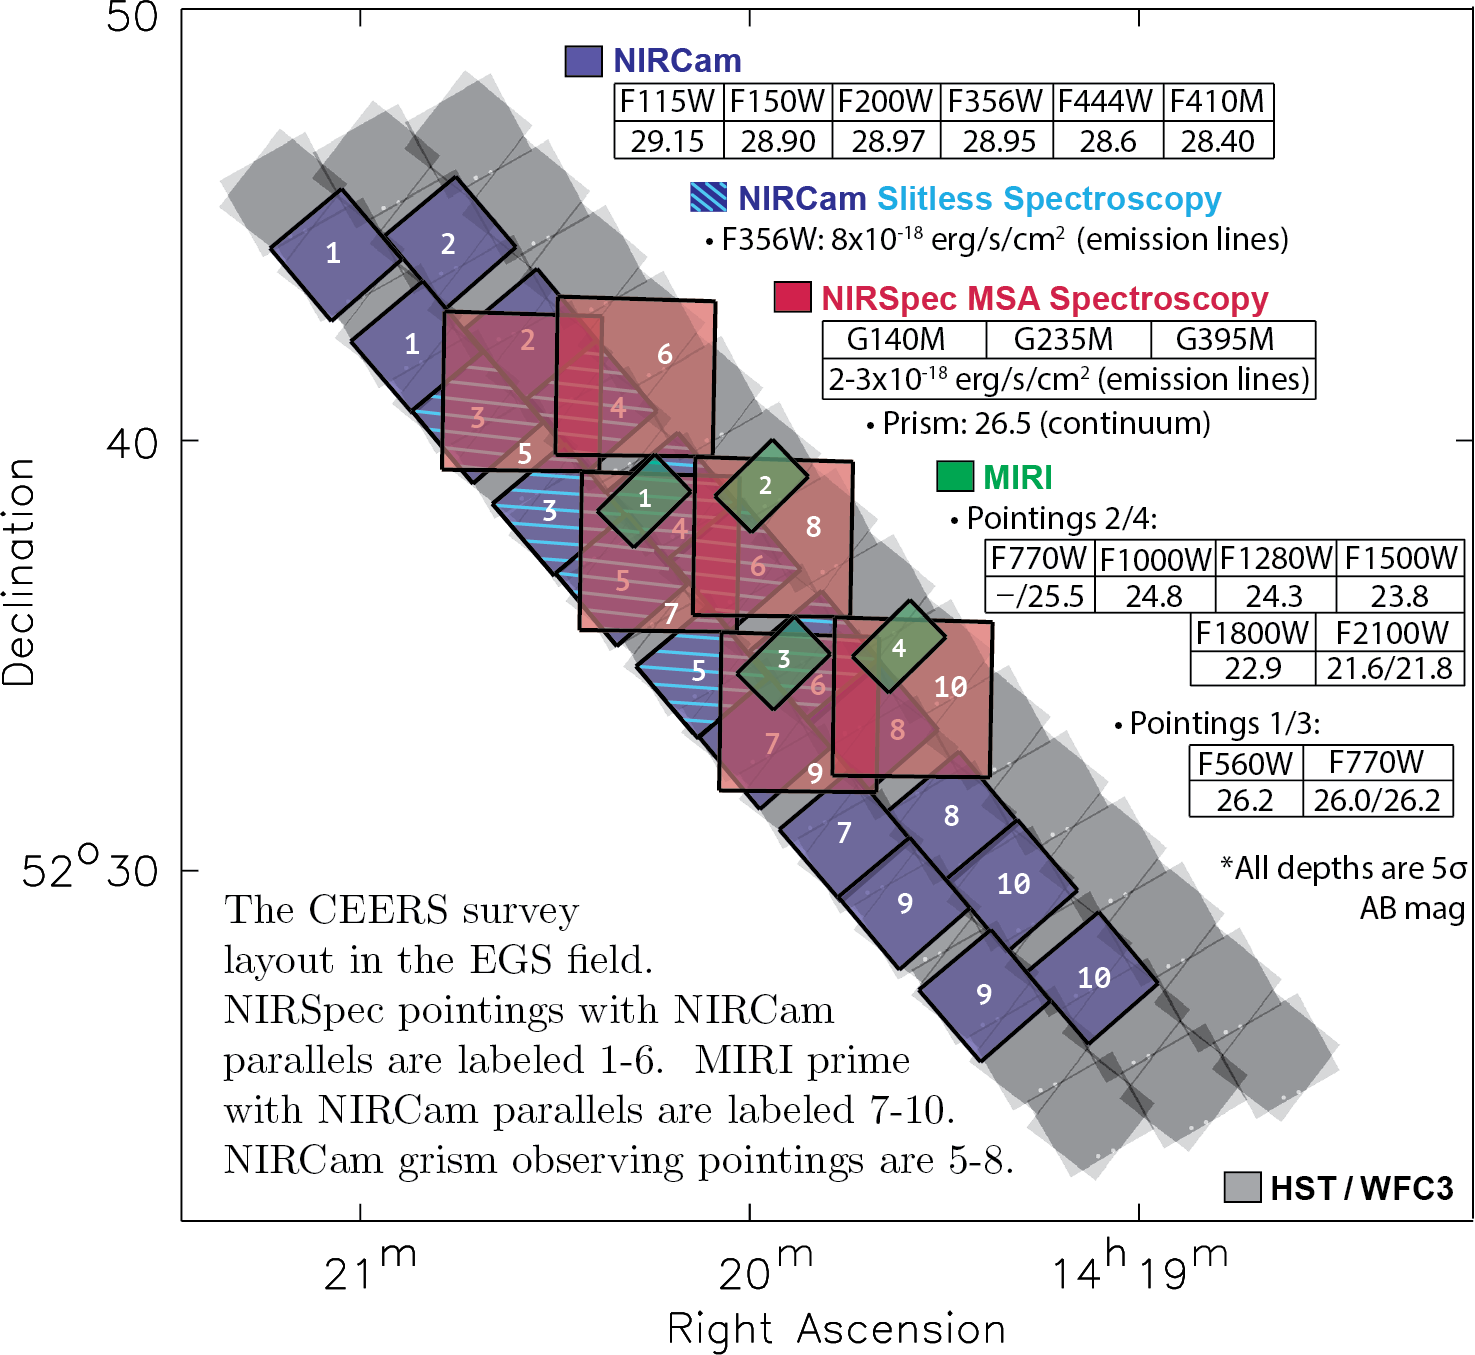 50
NIRCam
F115W F150W F200W F356W F444W F410M
29.15 28.90 28.97 28.95 28.6 28.40
NIRCam Slitless Spectroscopy
• F356W: 8x10⁻¹⁸ erg/s/cm² (emission lines)
NIRSpec MSA Spectroscopy
G140M G235M G395M
2-3x10⁻¹⁸ erg/s/cm² (emission lines)
• Prism: 26.5 (continuum)
MIRI
• Pointings 2/4:
F770W F1000W F1280W F1500W
−/25.5 24.8 24.3 23.8
F1800W F2100W
22.9 21.6/21.8
• Pointings 1/3:
F560W F770W
26.2 26.0/26.2
*All depths are 5σ
AB mag
1 2
1 2 6
3 4
5
3 1 2
4 8
5 6
7
5 3 4
6 10
7 8
9
7 8
9 10
9 10
40
52° 30
Declination
The CEERS survey
layout in the EGS field.
NIRSpec pointings with NIRCam
parallels are labeled 1-6. MIRI prime
with NIRCam parallels are labeled 7-10.
NIRCam grism observing pointings are 5-8.
HST / WFC3
21ᵐ 20ᵐ 14ʰ 19ᵐ
Right Ascension